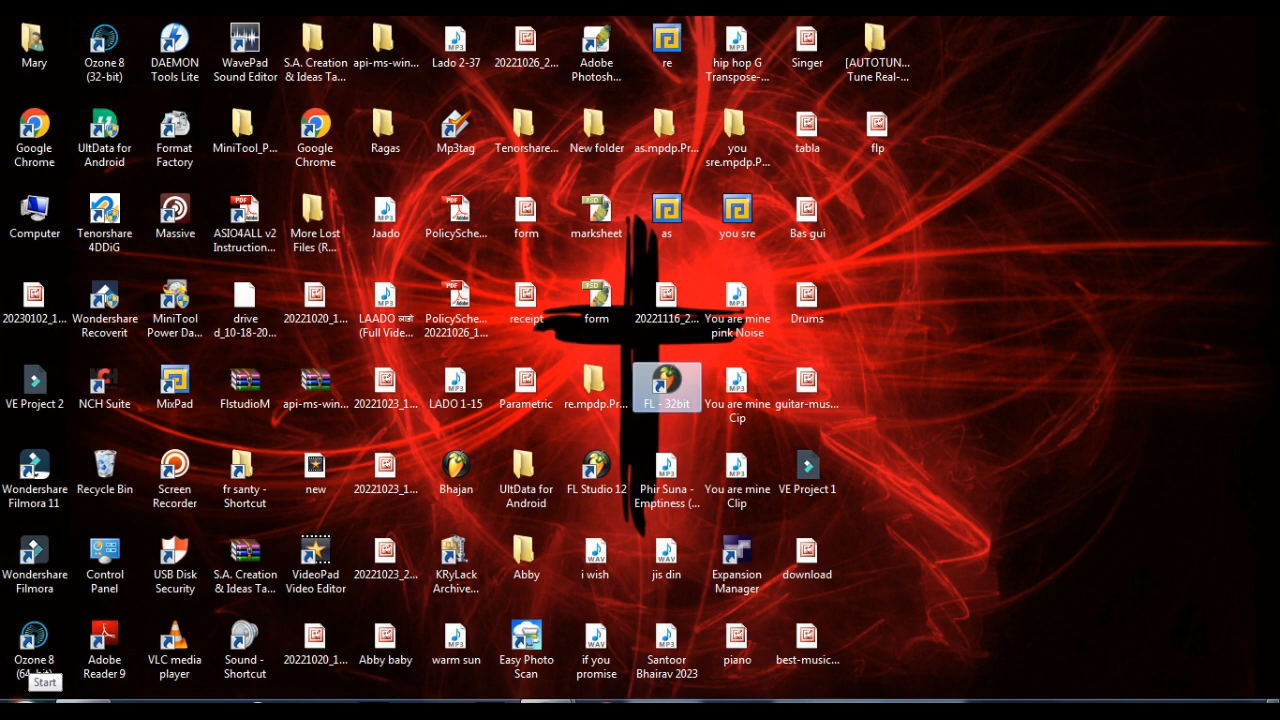 Mary
Ozone 8
(32-bit)
DAEMON
Tools Lite
WavePad
Sound Editor
S.A. Creation
& Ideas Ta...
api-ms-win...
Lado 2-37
20221026_2...
Adobe
Photosh...
re
hip hop G
Transpose-...
Singer
[AUTOTUN...
Tune Real-...
Google
Chrome
UltData for
Android
Format
Factory
MiniTool_P...
Google
Chrome
Ragas
Mp3tag
Tenorshare...
New folder
as.mpdp.Pr...
you
sre.mpdp.P...
tabla
flp
Computer
Tenorshare
4DDiG
Massive
ASIO4ALL v2
Instruction...
More Lost
Files (R...
Jaado
PolicySche...
form
marksheet
as
you sre
Bas gui
20230102_1...
Wondershare
Recoverit
MiniTool
Power Da...
drive
d_10-18-20...
20221020_1...
LAADO लाडो
(Full Vide...
PolicySche...
20221026_1...
receipt
form
20221116_2...
You are mine
pink Noise
Drums
VE Project 2
NCH Suite
MixPad
FlstudioM
api-ms-win...
20221023_1...
LADO 1-15
Parametric
re.mpdp.Pr...
FL - 32bit
You are mine
Cip
guitar-mus...
Wondershare
Filmora 11
Recycle Bin
Screen
Recorder
fr santy -
Shortcut
new
20221023_1...
Bhajan
UltData for
Android
FL Studio 12
Phir Suna -
Emptiness (...
You are mine
Clip
VE Project 1
Wondershare
Filmora
Control
Panel
USB Disk
Security
S.A. Creation
& Ideas Ta...
VideoPad
Video Editor
20221023_2...
KRyLack
Archive...
Abby
i wish
jis din
Expansion
Manager
download
Ozone 8
(64-bit)
Adobe
Reader 9
VLC media
player
Sound -
Shortcut
20221020_1...
Abby baby
warm sun
Easy Photo
Scan
if you
promise
Santoor
Bhairav 2023
piano
best-music...
Start